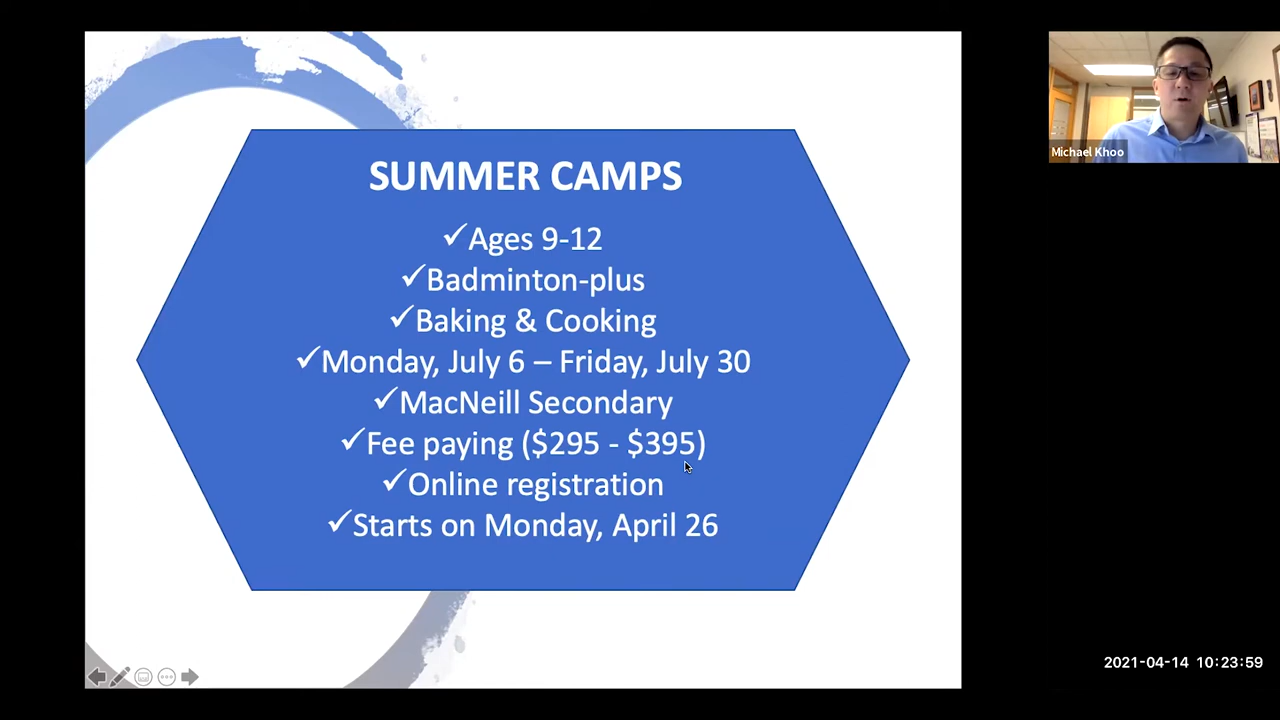 SUMMER CAMPS
✓Ages 9-12
✓Badminton-plus
✓Baking & Cooking
✓Monday, July 6 – Friday, July 30
✓MacNeill Secondary
✓Fee paying ($295 - $395)
✓Online registration
✓Starts on Monday, April 26
Michael Khoo
2021-04-14 10:23:59